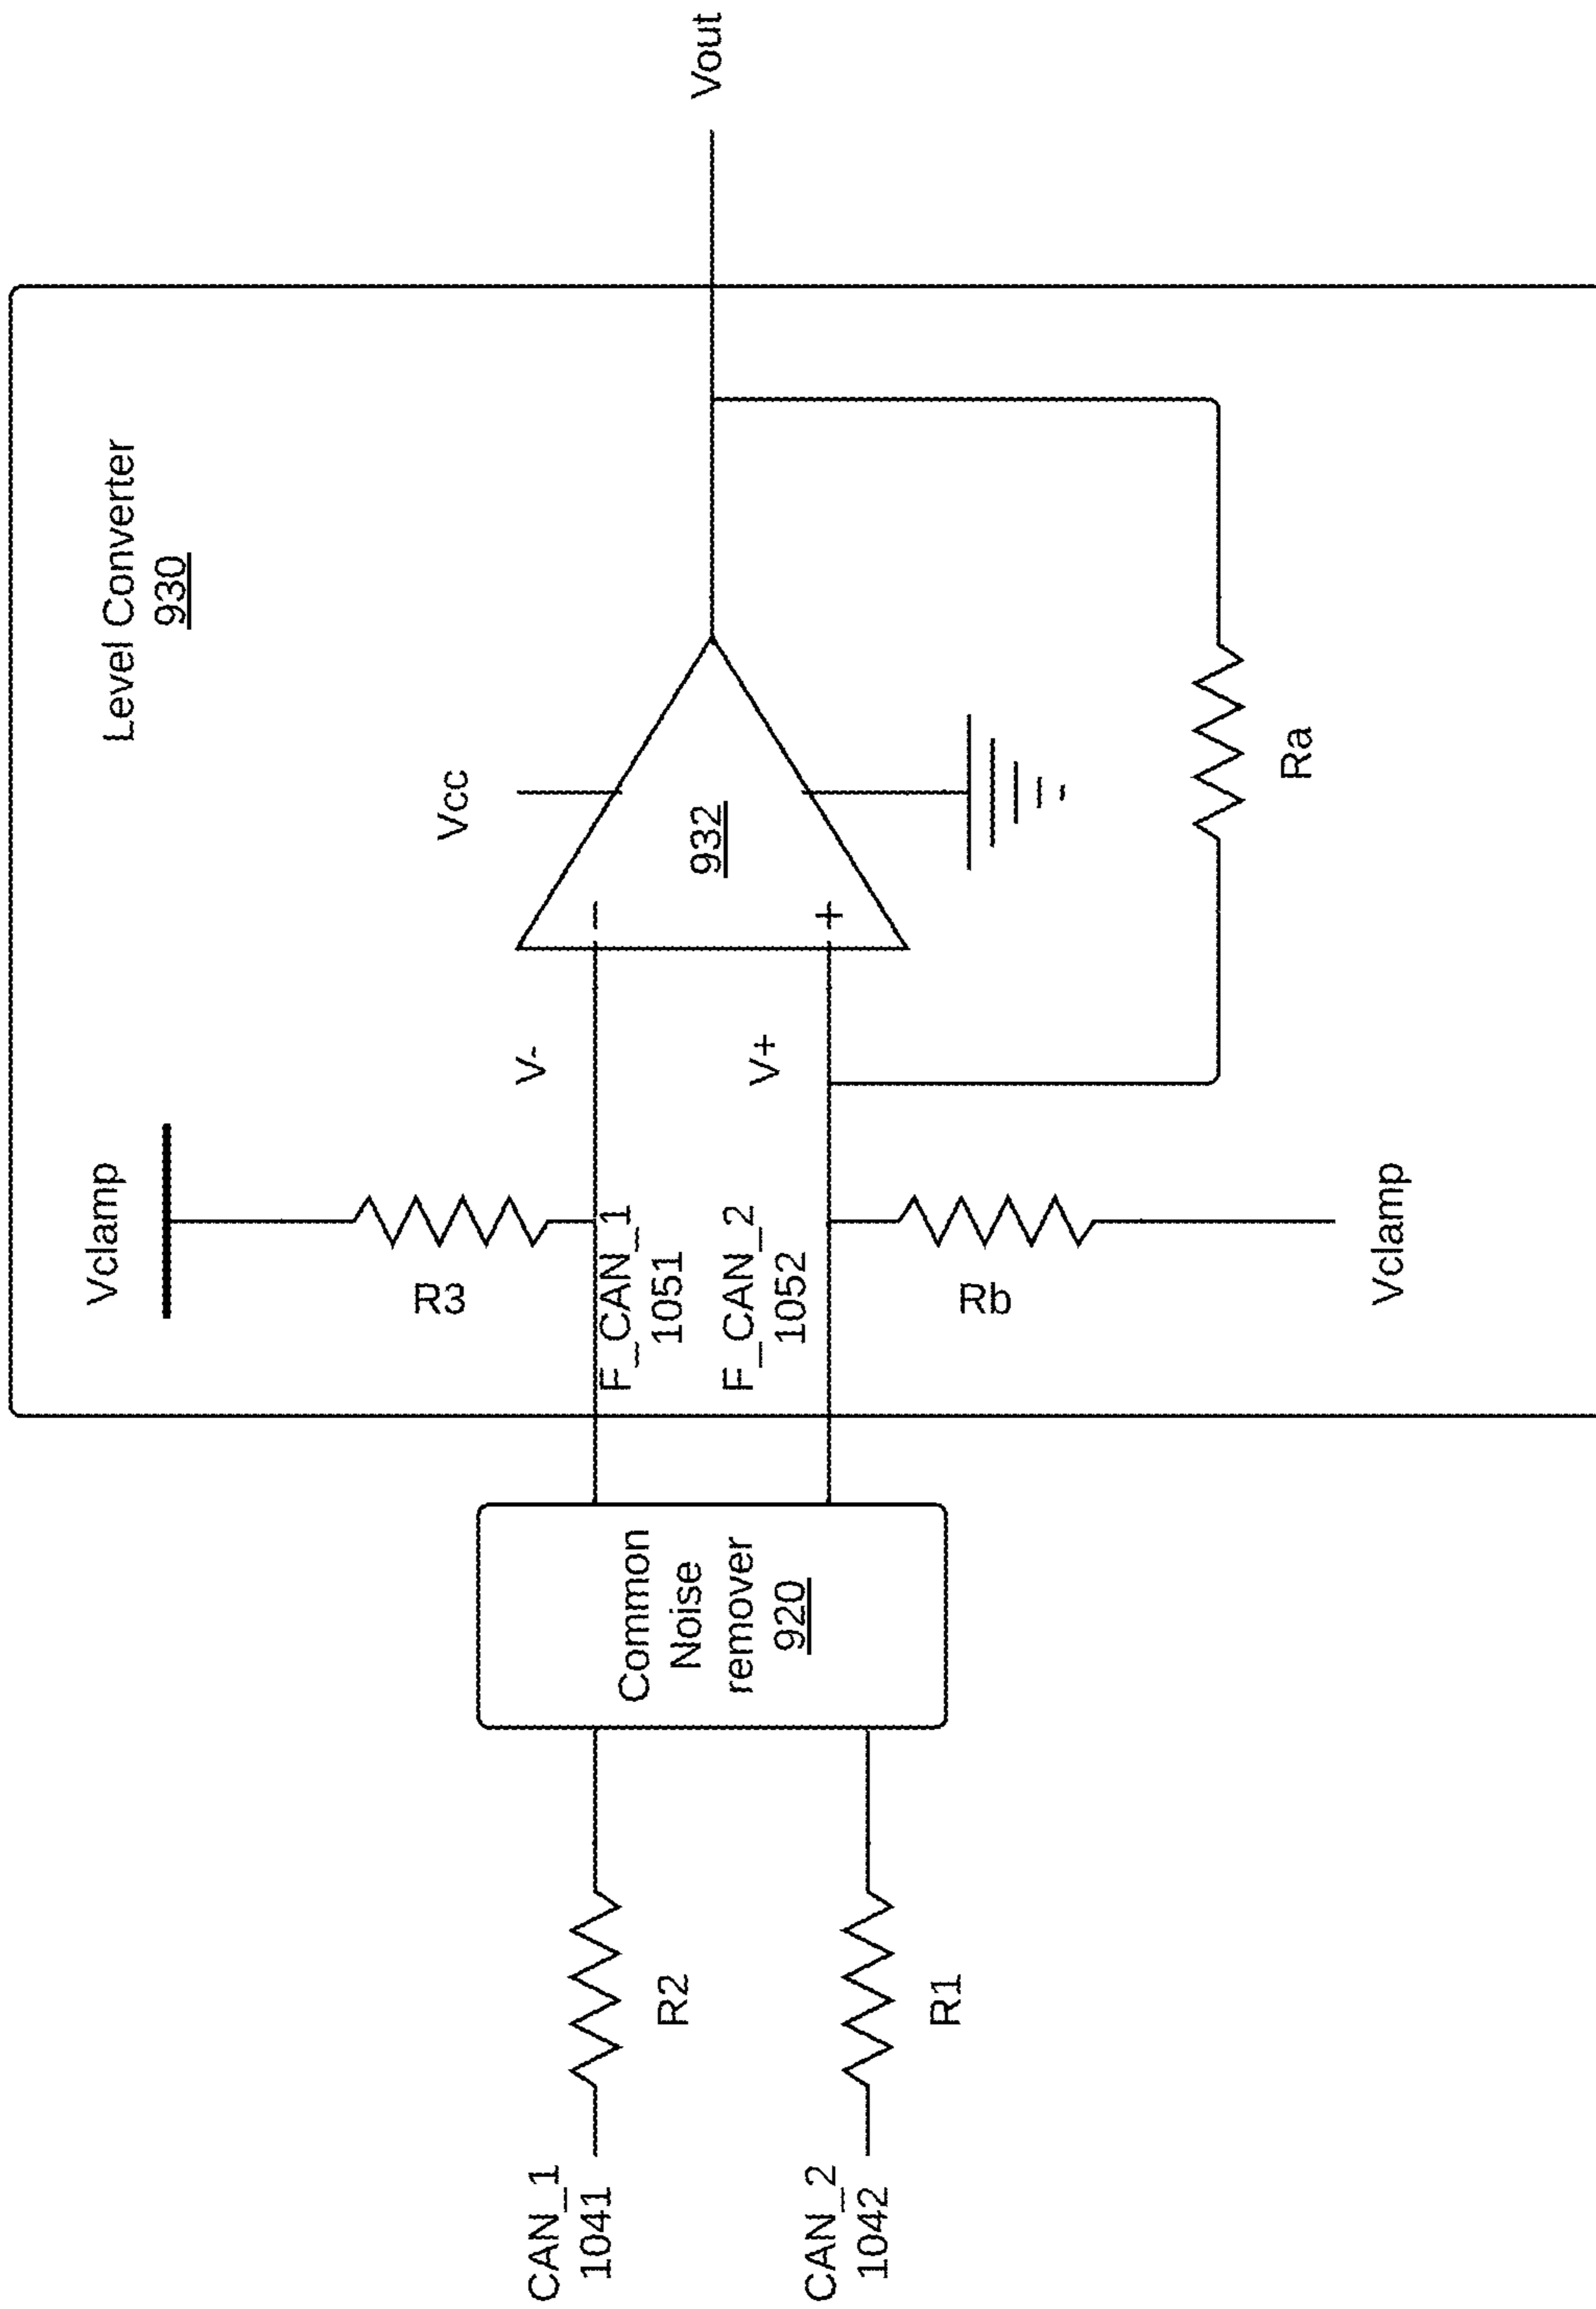 Level Converter
930
Vclamp
Vcc
R3
V-
F_CAN_1
1051
932
−
+
Vout
CAN_1
1041
R2
Common
Noise
remover
920
V+
F_CAN_2
1052
CAN_2
1042
R1
Rb
Ra
Vclamp